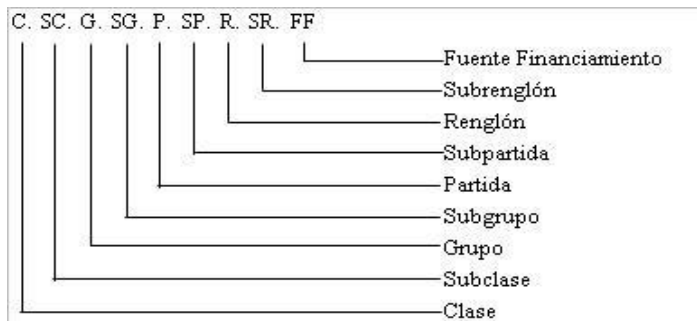 C. SC. G. SG. P. SP. R. SR. FF
Fuente Financiamiento
Subrenglón
Renglón
Subpartida
Partida
Subgrupo
Grupo
Subclase
Clase